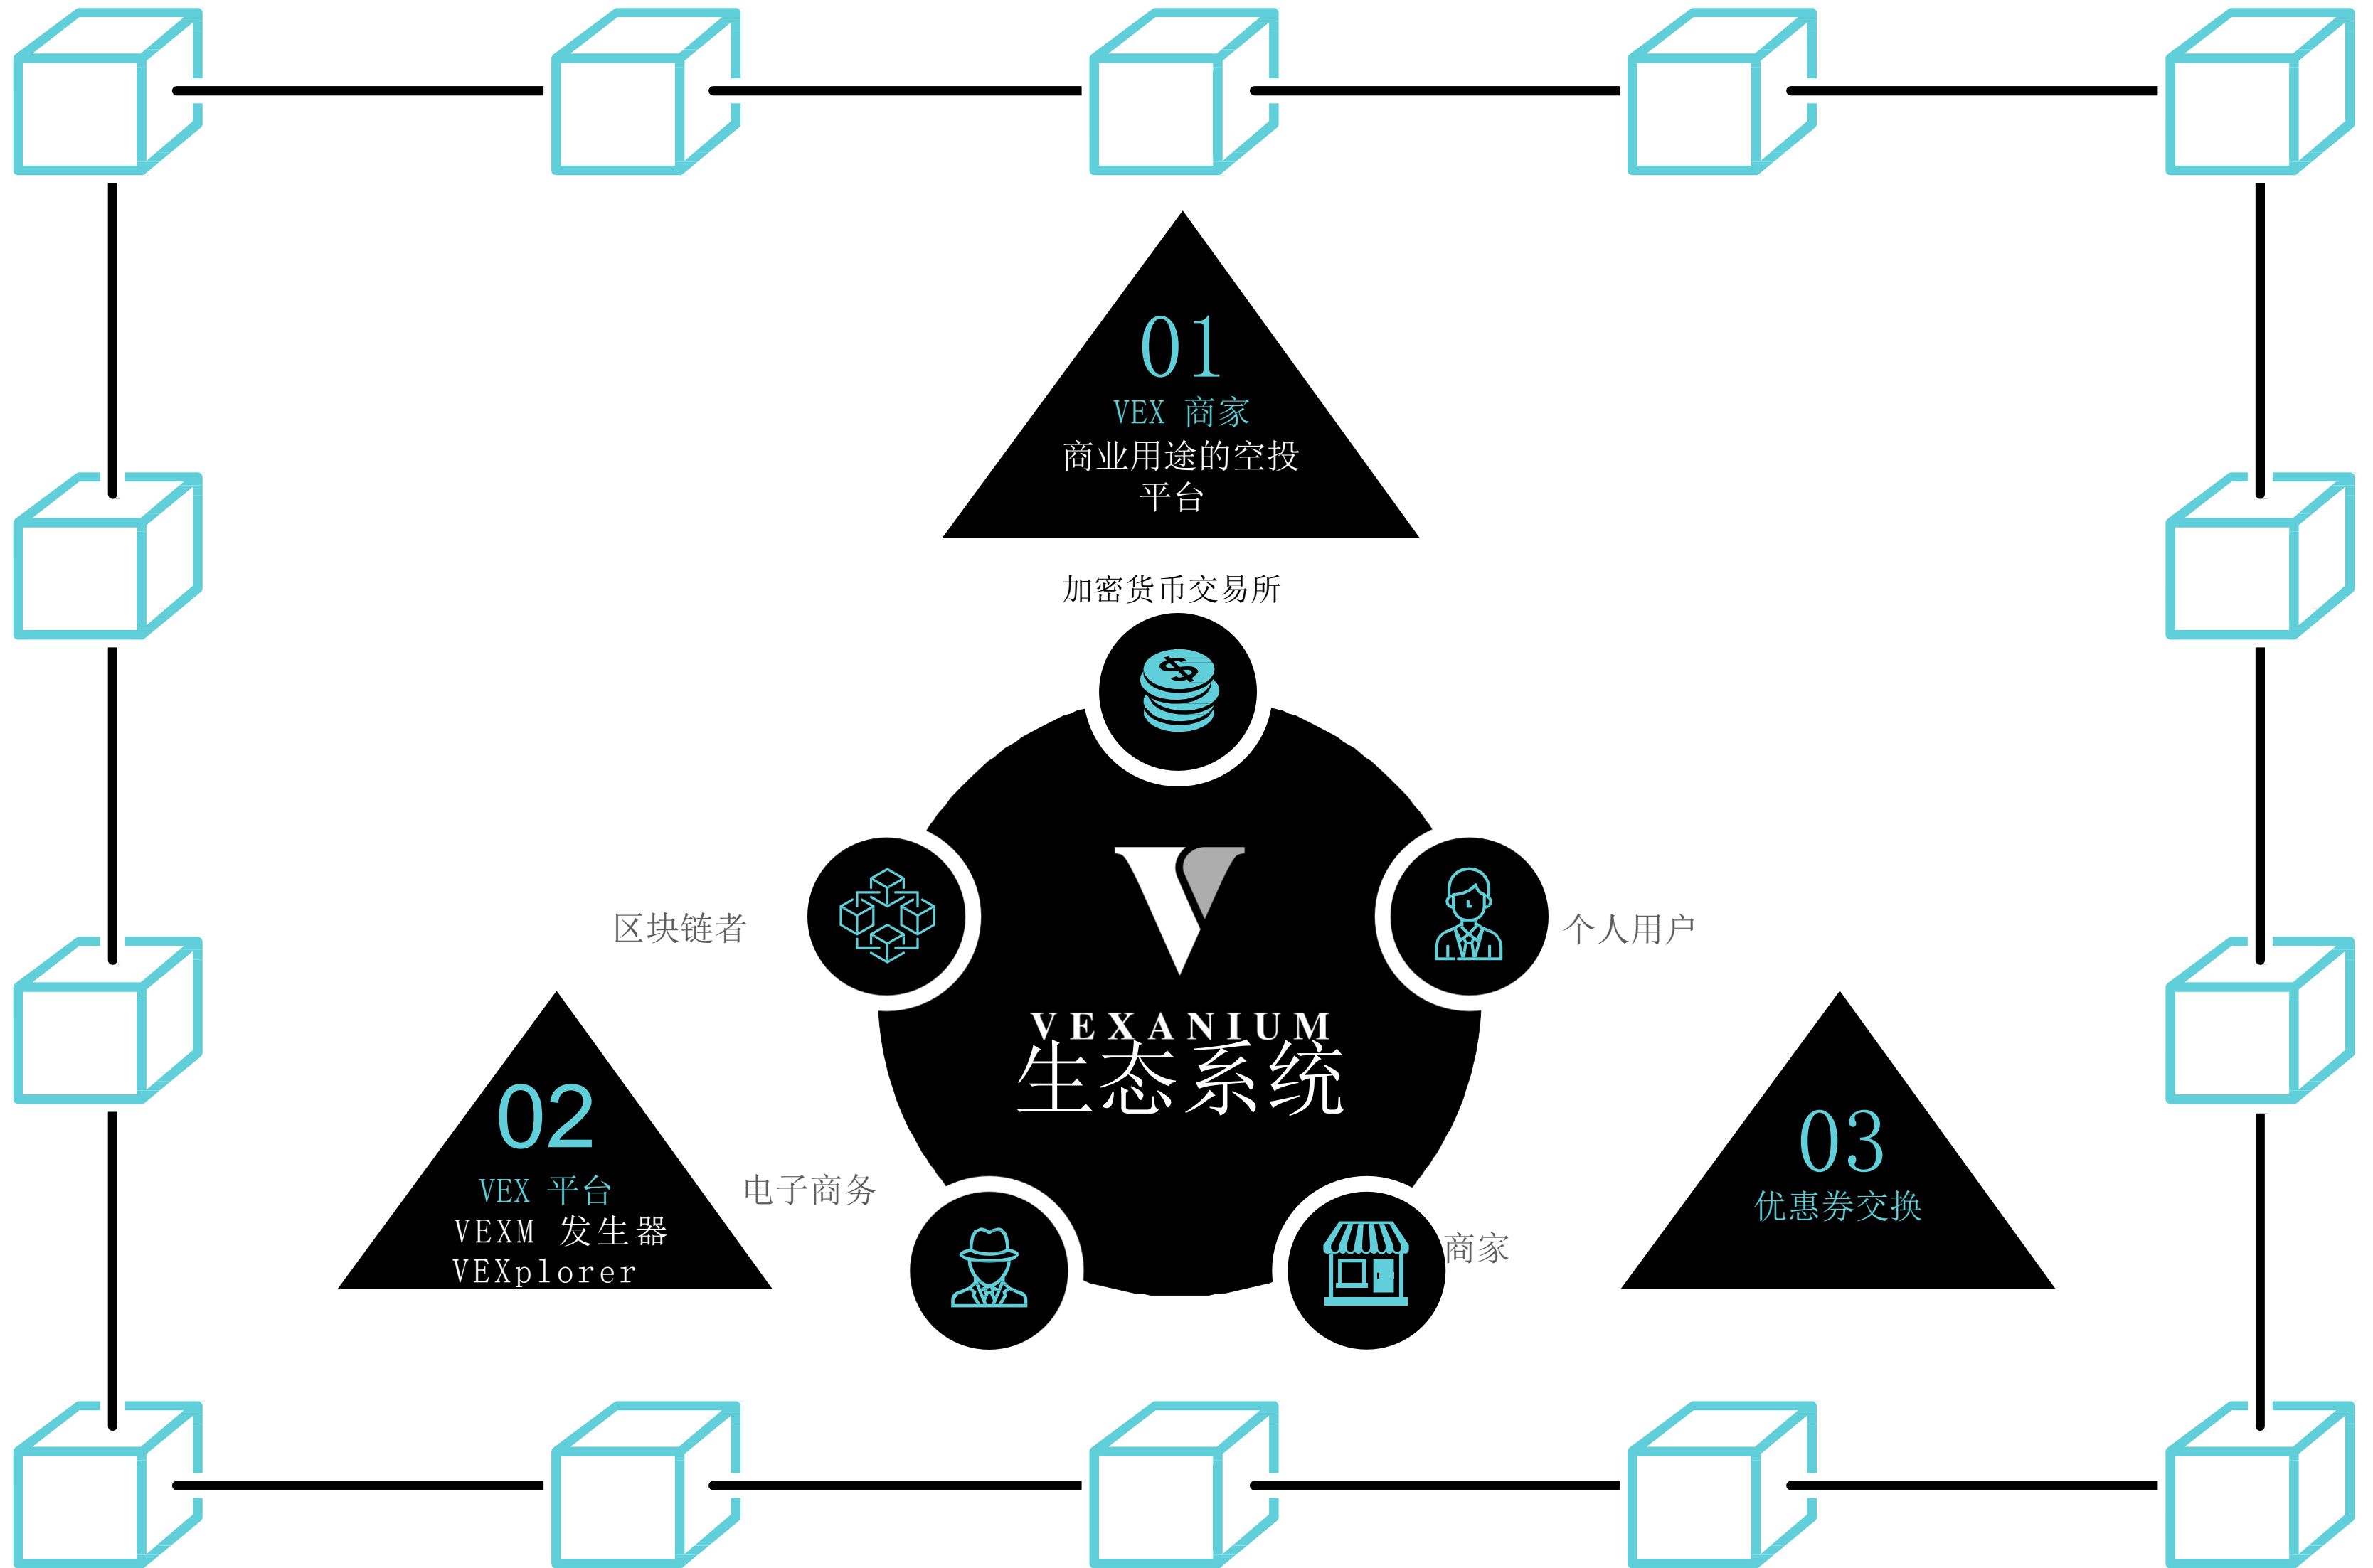 01
VEX 商家
商业用途的空投
平台
加密货币交易所
区块链者
个人用户
VEXANIUM
生态系统
02
VEX 平台
VEXM 发生器
VEXplorer
电子商务
商家
03
优惠券交换